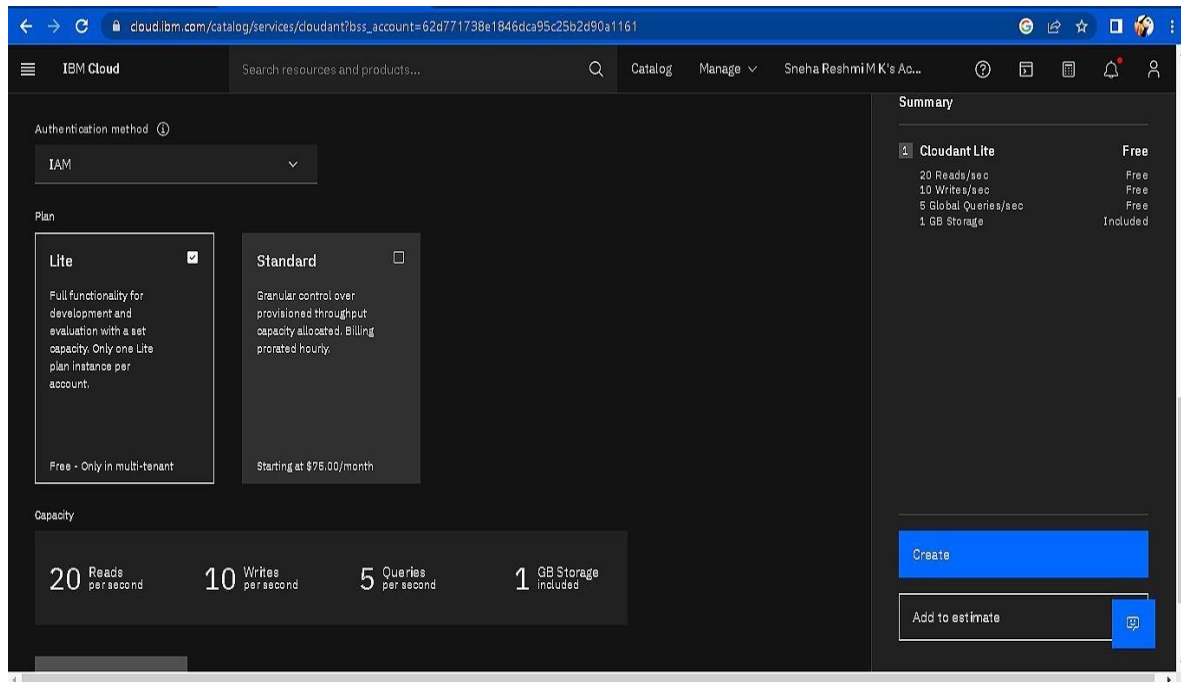 cloud.ibm.com/catalog/services/cloudant?bss_account=62d771738e1846dca95c25b2d90a1161
IBM Cloud
Search resources and products...
Catalog
Manage
Sneha Reshmi M K's Ac...
Authentication method
IAM
Plan
Lite
Full functionality for
development and
evaluation with a set
capacity. Only one Lite
plan instance per
account.
Free - Only in multi-tenant
Standard
Granular control over
provisioned throughput
capacity allocated. Billing
prorated hourly.
Starting at $75.00/month
Capacity
20 Reads per second
10 Writes per second
5 Queries per second
1 GB Storage included
Summary
1 Cloudant Lite Free
20 Reads/sec Free
10 Writes/sec Free
5 Global Queries/sec Free
1 GB Storage Included
Create
Add to estimate